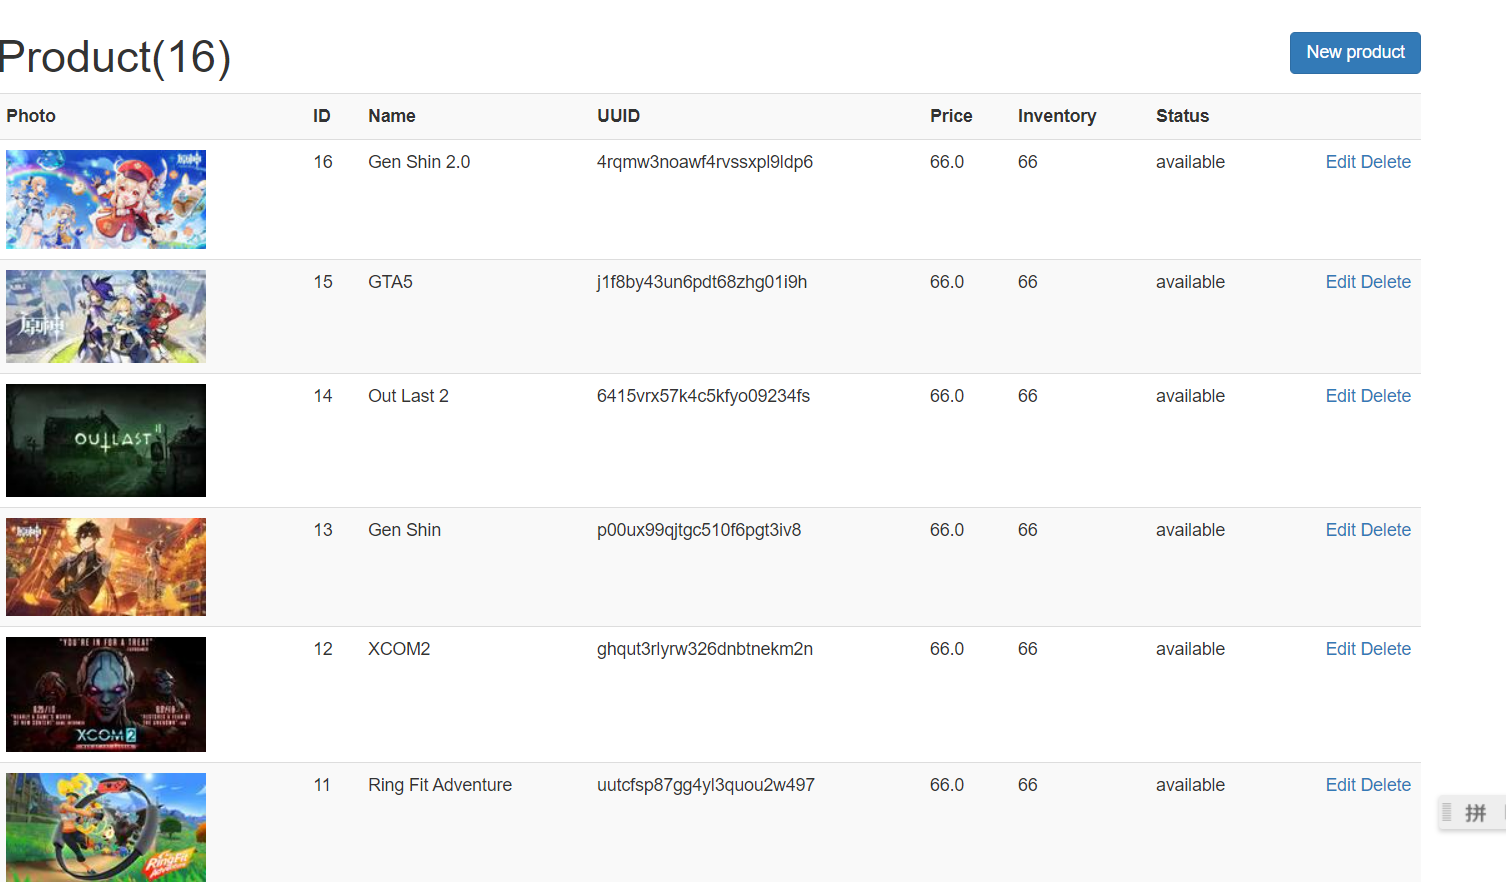 Product(16)
New product
Photo ID Name UUID Price Inventory Status
原神
16 Gen Shin 2.0 4rqmw3noawf4rvssxpl9ldp6 66.0 66 available Edit Delete
15 GTA5 j1f8by43un6pdt68zhg01i9h 66.0 66 available Edit Delete
原神
14 Out Last 2 6415vrx57k4c5kfyo09234fs 66.0 66 available Edit Delete
OUTLAST II
13 Gen Shin p00ux99qjtgc510f6pgt3iv8 66.0 66 available Edit Delete
原神
12 XCOM2 ghqut3rlyrw326dnbtnekm2n 66.0 66 available Edit Delete
"YOU'RE IN FOR A TREAT"
XCOM 2
11 Ring Fit Adventure uutcfsp87gg4yl3quou2w497 66.0 66 available Edit Delete
拼
RingFit
Adventure